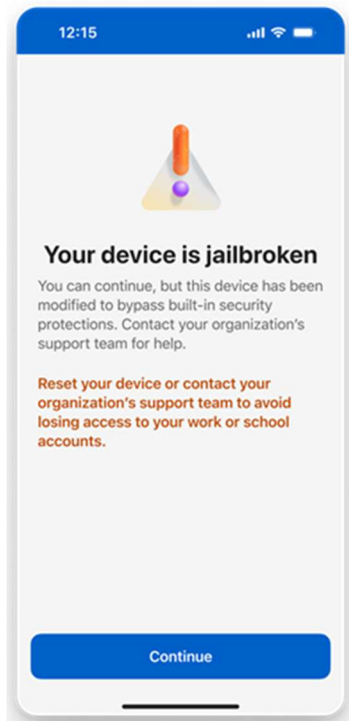 12:15
Your device is jailbroken
You can continue, but this device has been
modified to bypass built-in security
protections. Contact your organization's
support team for help.
Reset your device or contact your
organization's support team to avoid
losing access to your work or school
accounts.
Continue